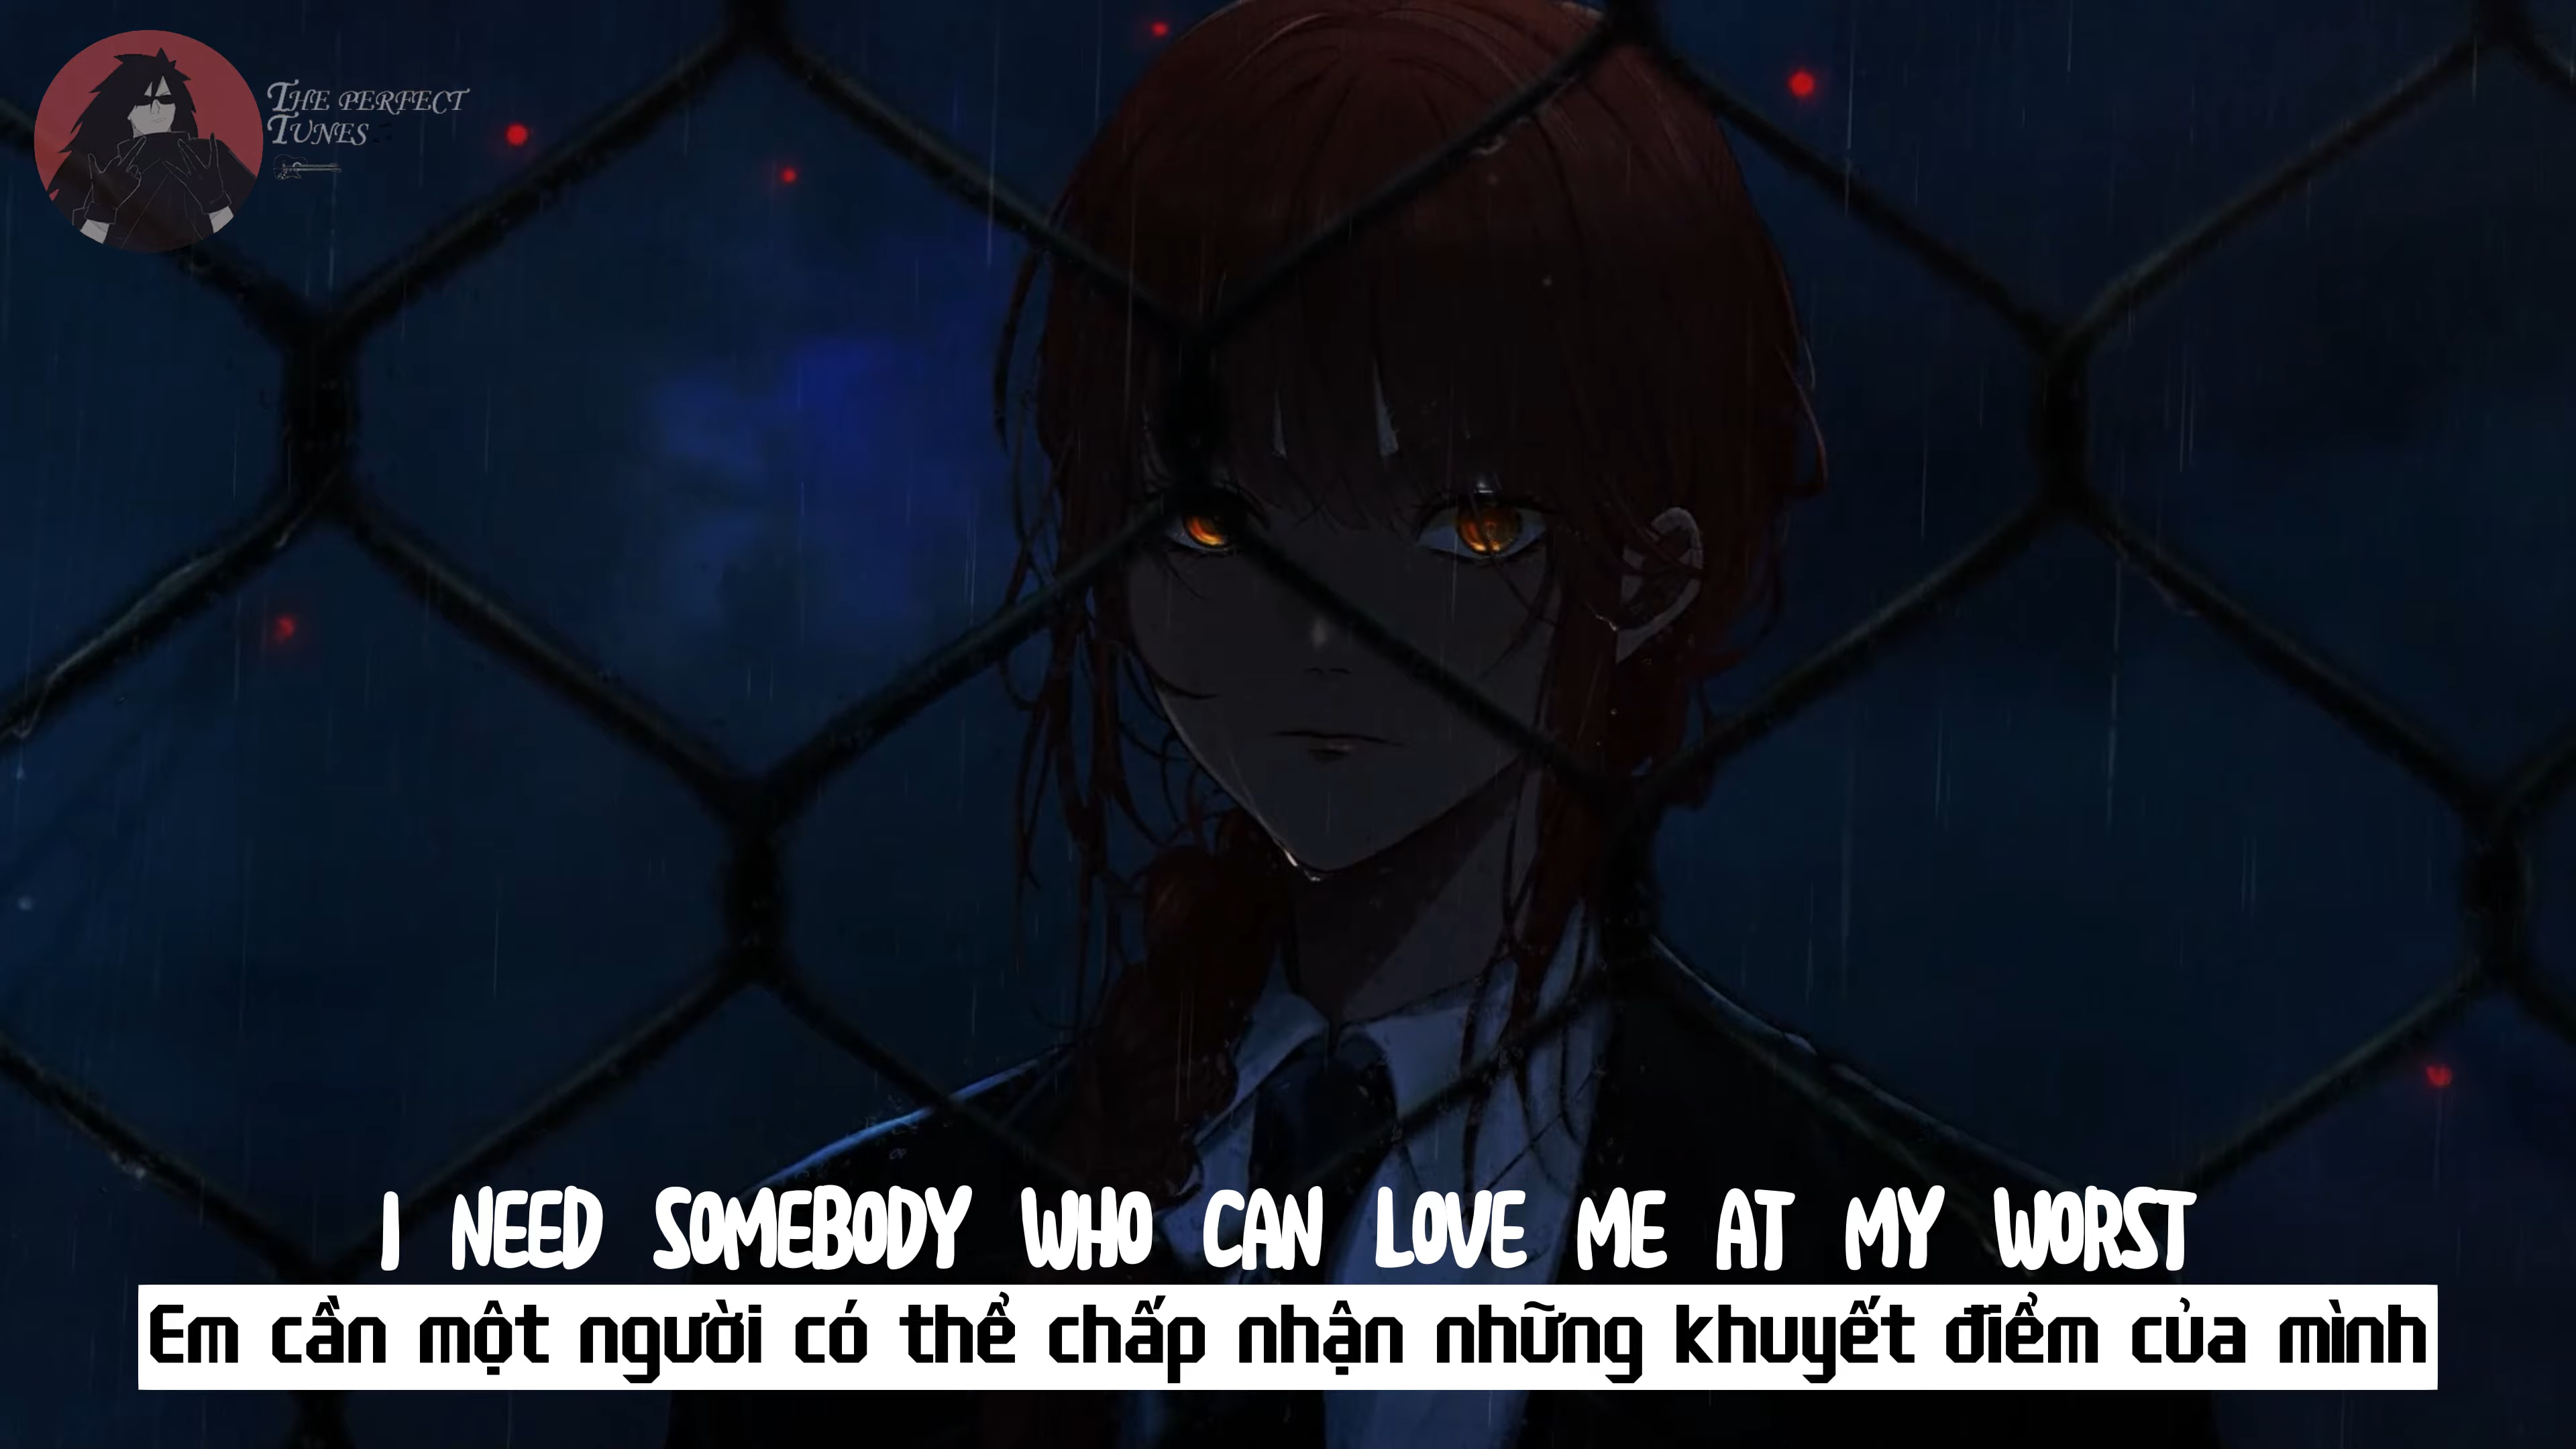 THE PERFECT
TUNES
I NEED SOMEBODY WHO CAN LOVE ME AT MY WORST
Em cần một người có thể chấp nhận những khuyết điểm của mình